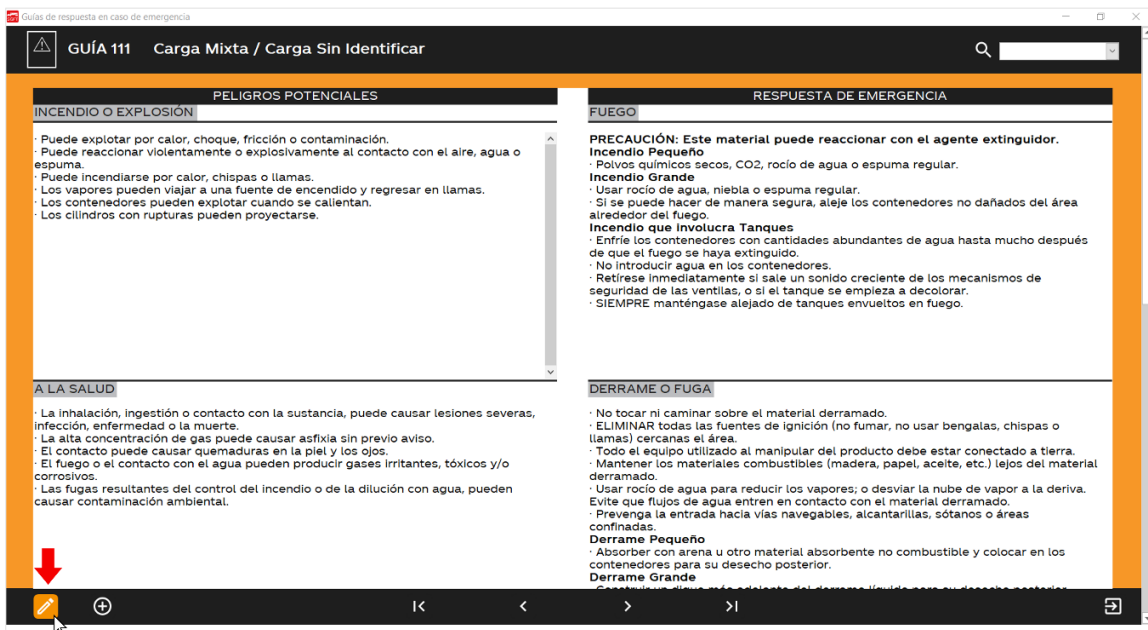 Guías de respuesta en caso de emergencia
GUÍA 111 Carga Mixta / Carga Sin Identificar
PELIGROS POTENCIALES
INCENDIO O EXPLOSIÓN
· Puede explotar por calor, choque, fricción o contaminación.
· Puede reaccionar violentamente o explosivamente al contacto con el aire, agua o
espuma.
· Puede incendiarse por calor, chispas o llamas.
· Los vapores pueden viajar a una fuente de encendido y regresar en llamas.
· Los contenedores pueden explotar cuando se calientan.
· Los cilindros con rupturas pueden proyectarse.
A LA SALUD
· La inhalación, ingestión o contacto con la sustancia, puede causar lesiones severas,
infección, enfermedad o la muerte.
· La alta concentración de gas puede causar asfixia sin previo aviso.
· El contacto puede causar quemaduras en la piel y los ojos.
· El fuego o el contacto con el agua pueden producir gases irritantes, tóxicos y/o
corrosivos.
· Las fugas resultantes del control del incendio o de la dilución con agua, pueden
causar contaminación ambiental.
RESPUESTA DE EMERGENCIA
FUEGO
PRECAUCIÓN: Este material puede reaccionar con el agente extinguidor.
Incendio Pequeño
· Polvos químicos secos, CO2, rocío de agua o espuma regular.
Incendio Grande
· Usar rocío de agua, niebla o espuma regular.
· Si se puede hacer de manera segura, aleje los contenedores no dañados del área
alrededor del fuego.
Incendio que involucra Tanques
· Enfríe los contenedores con cantidades abundantes de agua hasta mucho después
de que el fuego se haya extinguido.
· No introducir agua en los contenedores.
· Retírese inmediatamente si sale un sonido creciente de los mecanismos de
seguridad de las ventilas, o si el tanque se empieza a decolorar.
· SIEMPRE manténgase alejado de tanques envueltos en fuego.
DERRAME O FUGA
· No tocar ni caminar sobre el material derramado.
· ELIMINAR todas las fuentes de ignición (no fumar, no usar bengalas, chispas o
llamas) cercanas el área.
· Todo el equipo utilizado al manipular del producto debe estar conectado a tierra.
· Mantener los materiales combustibles (madera, papel, aceite, etc.) lejos del material
derramado.
· Usar rocío de agua para reducir los vapores; o desviar la nube de vapor a la deriva.
Evite que flujos de agua entren en contacto con el material derramado.
· Prevenga la entrada hacia vías navegables, alcantarillas, sótanos o áreas
confinadas.
Derrame Pequeño
· Absorber con arena u otro material absorbente no combustible y colocar en los
contenedores para su desecho posterior.
Derrame Grande